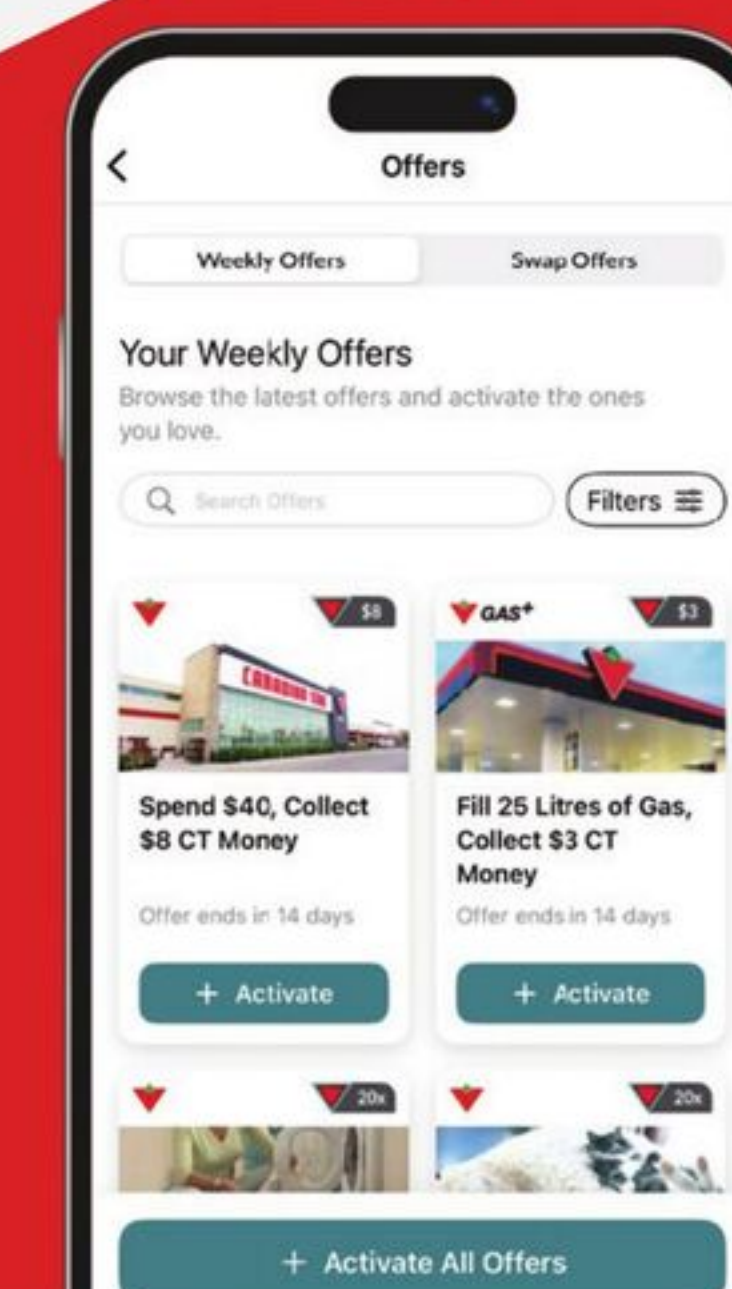 Offers
Weekly Offers
Swap Offers
Your Weekly Offers
Browse the latest offers and activate the ones
you love.
Search Offers
Filters
$8
GAS+
$3
CANADIAN TIRE
Spend $40, Collect
$8 CT Money
Offer ends in 14 days
+ Activate
Fill 25 Litres of Gas,
Collect $3 CT
Money
Offer ends in 14 days
+ Activate
20x
20x
+ Activate All Offers